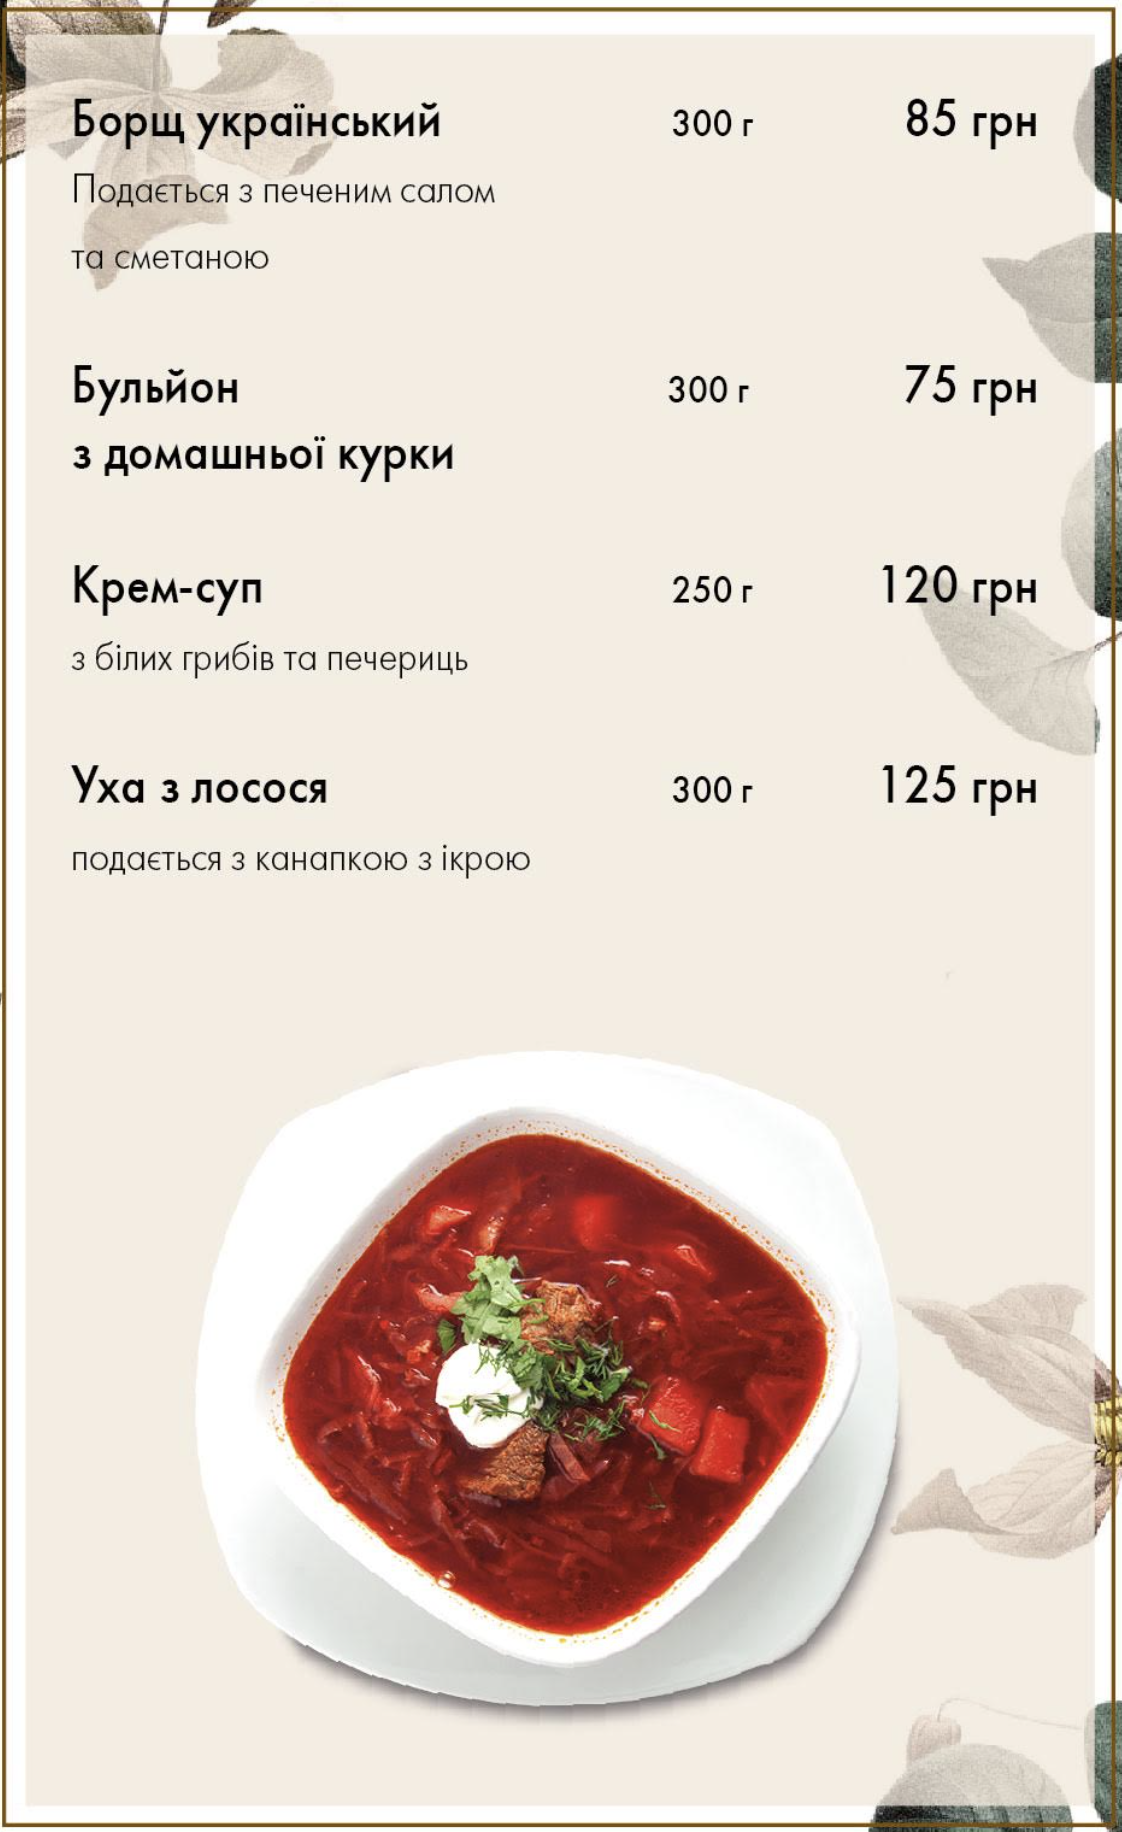 Борщ український 300 г 85 грн
Подається з печеним салом
та сметаною
Бульйон 300 г 75 грн
з домашньої курки
Крем-суп 250 г 120 грн
з білих грибів та печериць
Уха з лосося 300 г 125 грн
подається з канапкою з ікрою